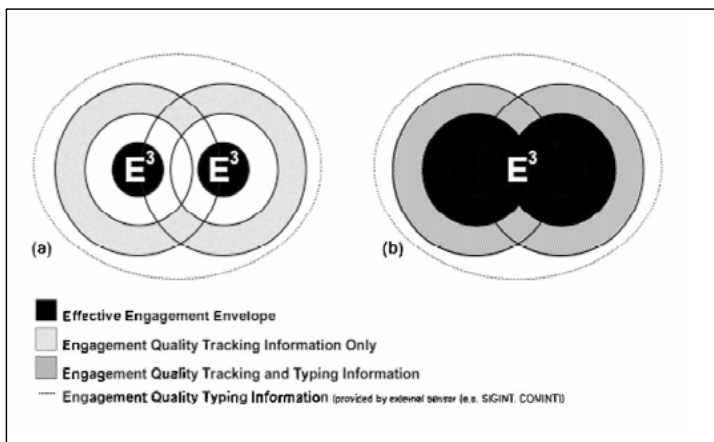 E³ E³
E³
(a)
(b)
Effective Engagement Envelope
Engagement Quality Tracking Information Only
Engagement Quality Tracking and Typing Information
Engagement Quality Typing Information (provided by external sensor (e.g. SIGINT, COMINT))